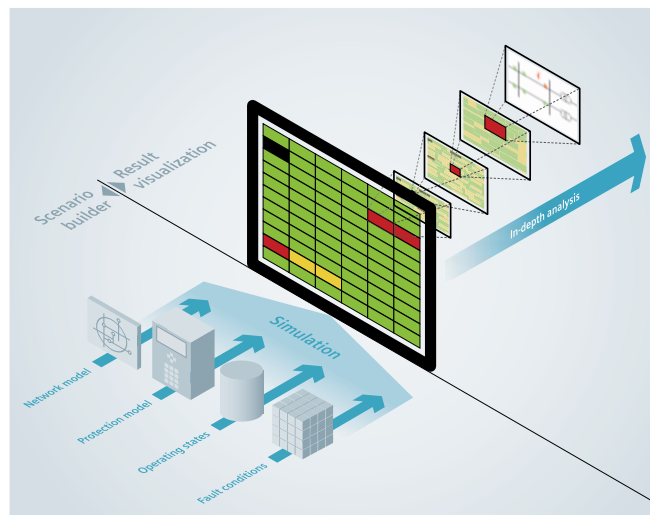 Result
visualization
Scenario
builder
In-depth analysis
Simulation
Network model
Protection model
Operating states
Fault conditions